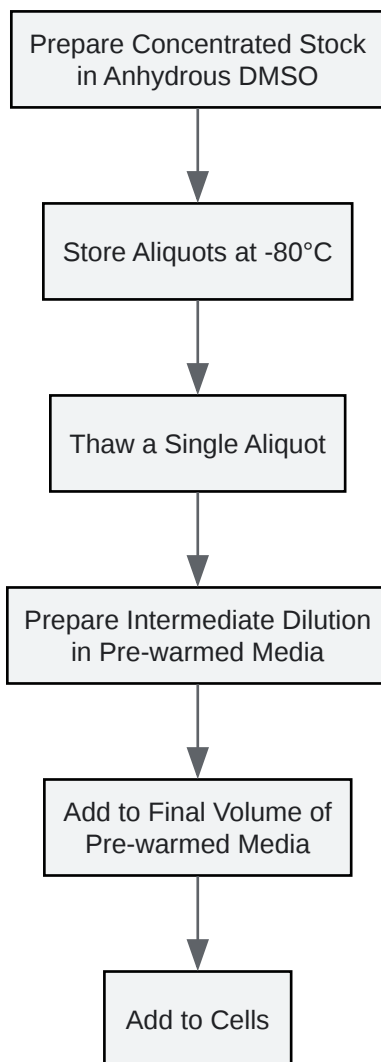 Prepare Concentrated Stock
in Anhydrous DMSO
Store Aliquots at -80°C
Thaw a Single Aliquot
Prepare Intermediate Dilution
in Pre-warmed Media
Add to Final Volume of
Pre-warmed Media
Add to Cells